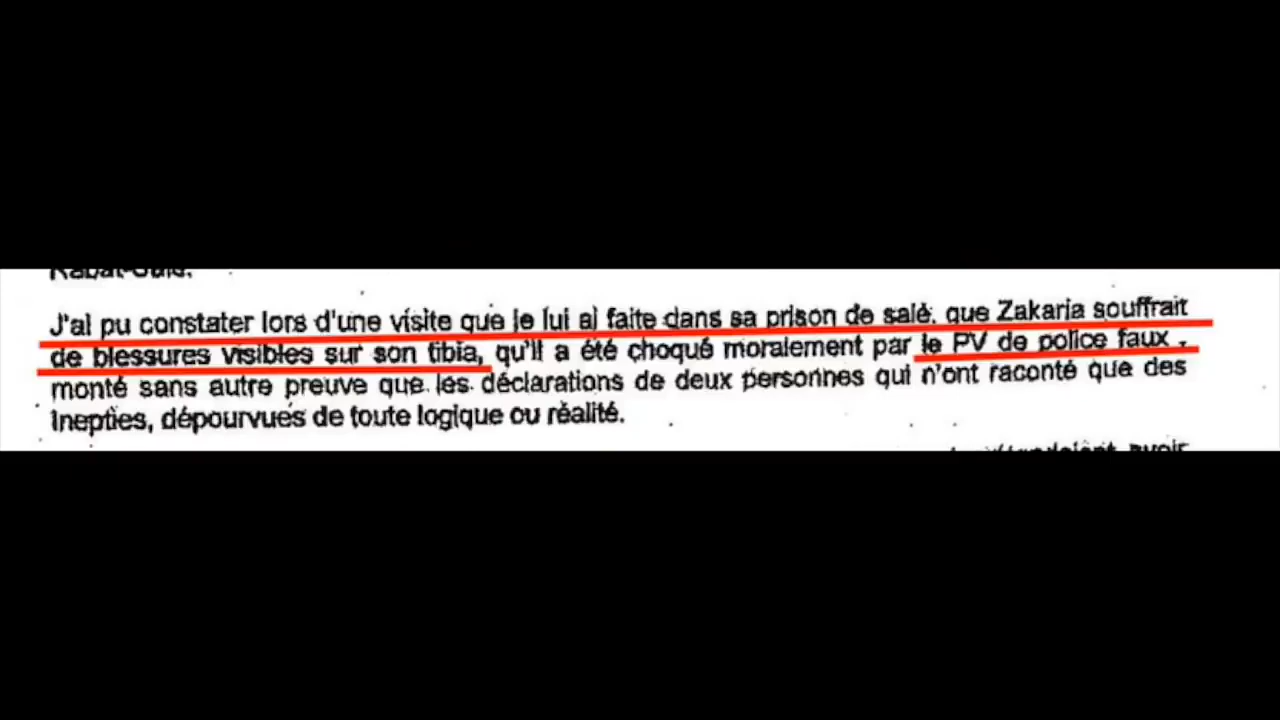 J'ai pu constater lors d'une visite que je lui ai faite dans sa prison de salé, que Zakaria souffrait
de blessures visibles sur son tibia, qu'il a été choqué moralement par le PV de police faux ,
monté sans autre preuve que les déclarations de deux personnes qui n'ont raconté que des
inepties, dépourvues de toute logique ou réalité.
avoir